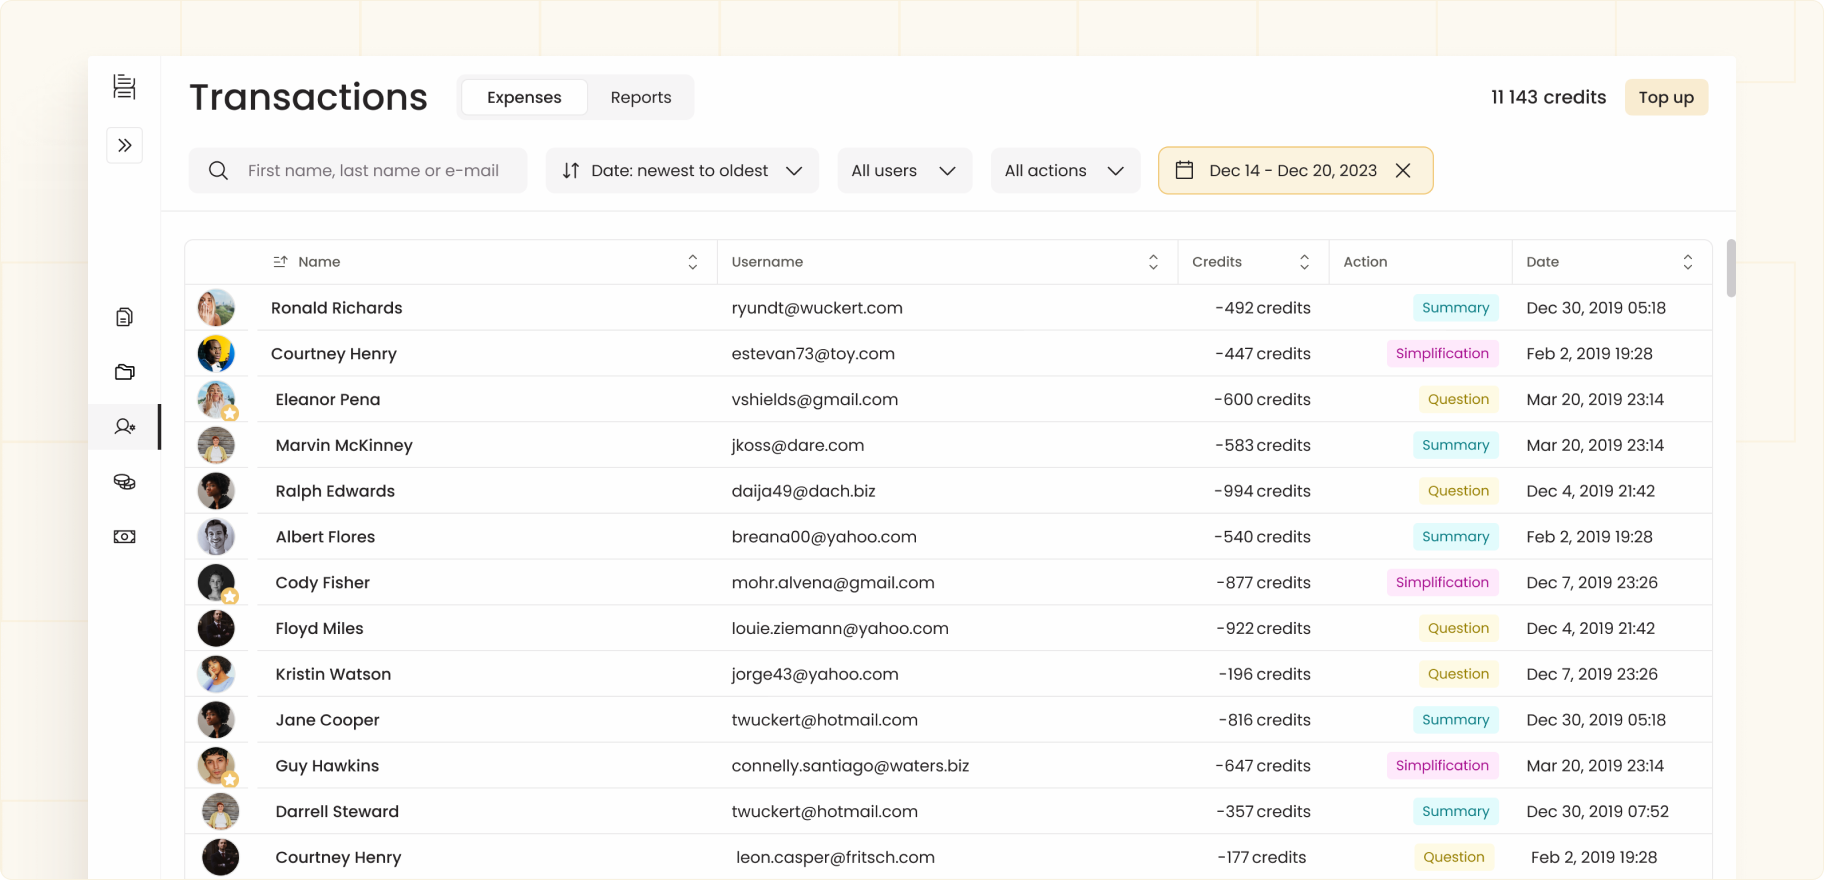 Transactions
Expenses
Reports
11 143 credits
Top up
First name, last name or e-mail
Date: newest to oldest
All users
All actions
Dec 14 - Dec 20, 2023
Name Username Credits Action Date
Ronald Richards ryundt@wuckert.com -492 credits Summary Dec 30, 2019 05:18
Courtney Henry estevan73@toy.com -447 credits Simplification Feb 2, 2019 19:28
Eleanor Pena vshields@gmail.com -600 credits Question Mar 20, 2019 23:14
Marvin McKinney jkoss@dare.com -583 credits Summary Mar 20, 2019 23:14
Ralph Edwards daija49@dach.biz -994 credits Question Dec 4, 2019 21:42
Albert Flores breana00@yahoo.com -540 credits Summary Feb 2, 2019 19:28
Cody Fisher mohr.alvena@gmail.com -877 credits Simplification Dec 7, 2019 23:26
Floyd Miles louie.ziemann@yahoo.com -922 credits Question Dec 4, 2019 21:42
Kristin Watson jorge43@yahoo.com -196 credits Question Dec 7, 2019 23:26
Jane Cooper twuckert@hotmail.com -816 credits Summary Dec 30, 2019 05:18
Guy Hawkins connelly.santiago@waters.biz -647 credits Simplification Mar 20, 2019 23:14
Darrell Steward twuckert@hotmail.com -357 credits Summary Dec 30, 2019 07:52
Courtney Henry leon.casper@fritsch.com -177 credits Question Feb 2, 2019 19:28